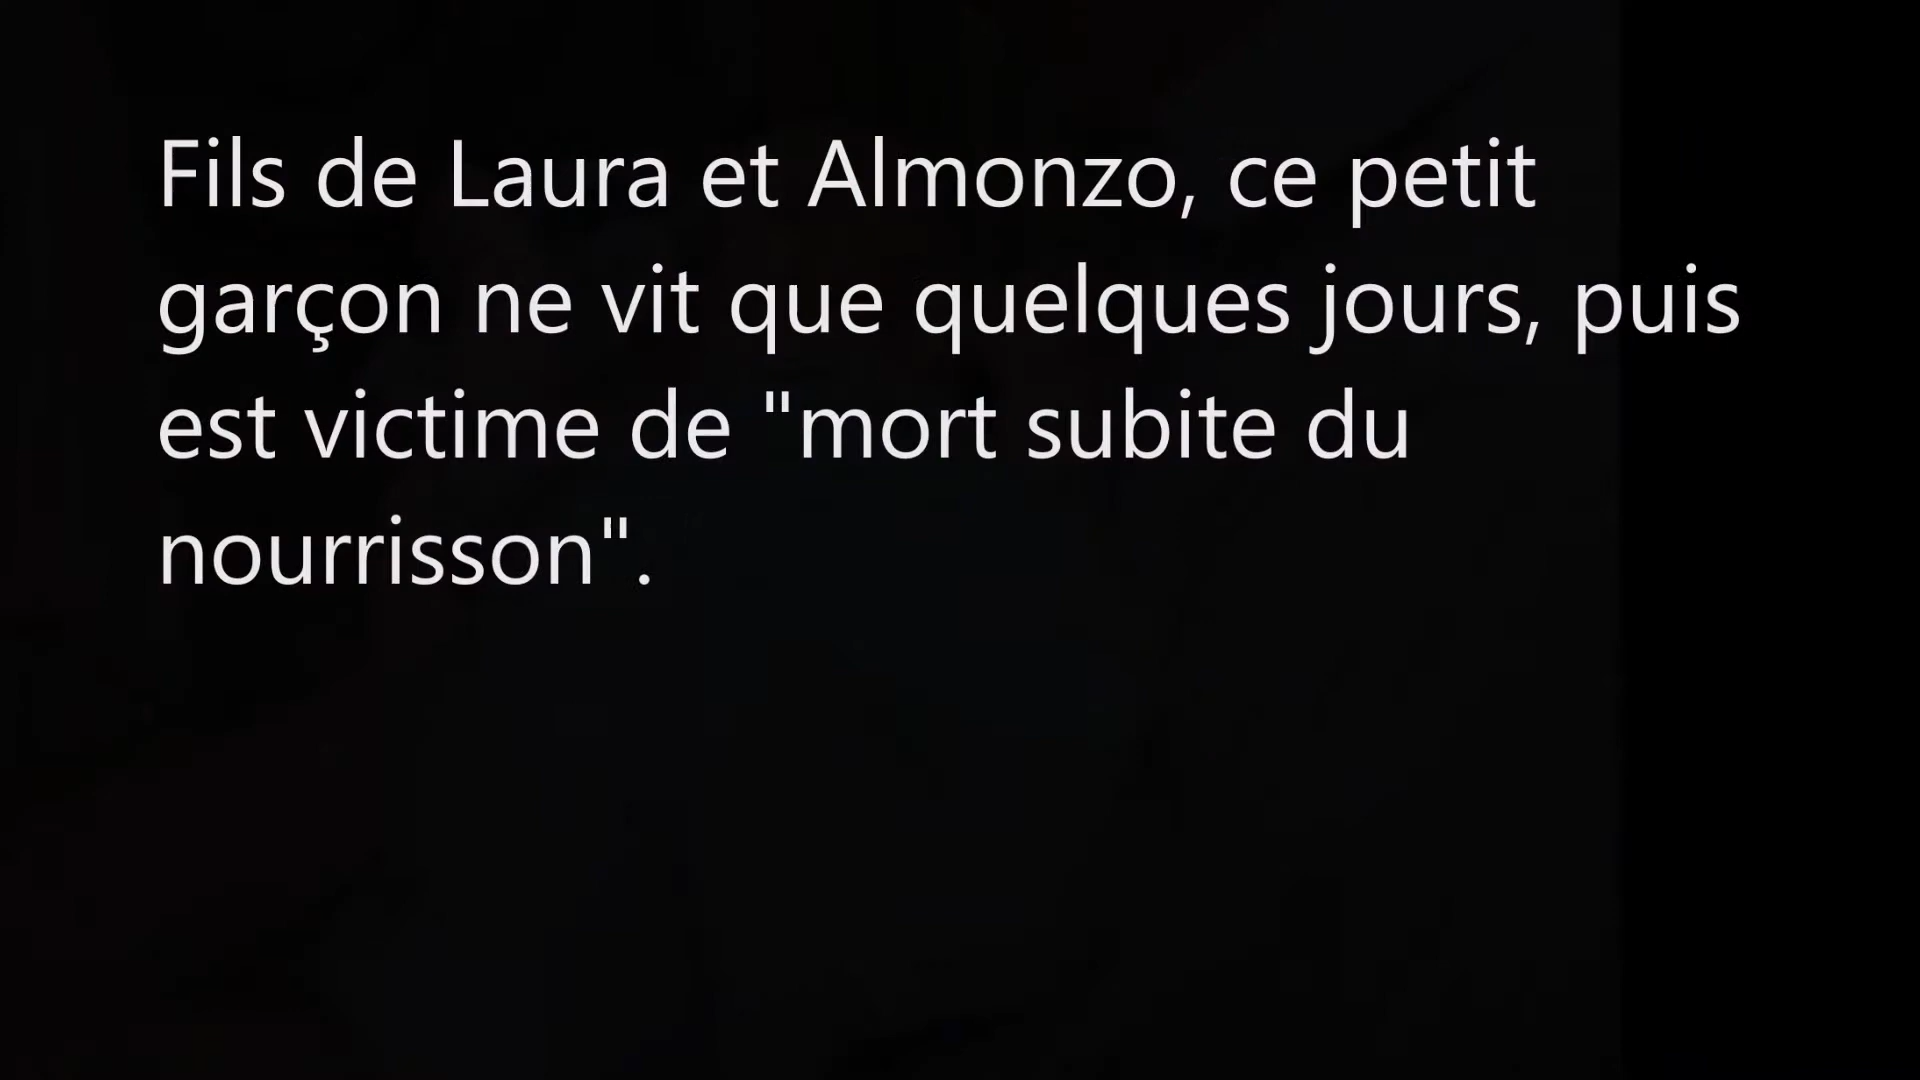 Fils de Laura et Almonzo, ce petit
garçon ne vit que quelques jours, puis
est victime de "mort subite du
nourrisson".